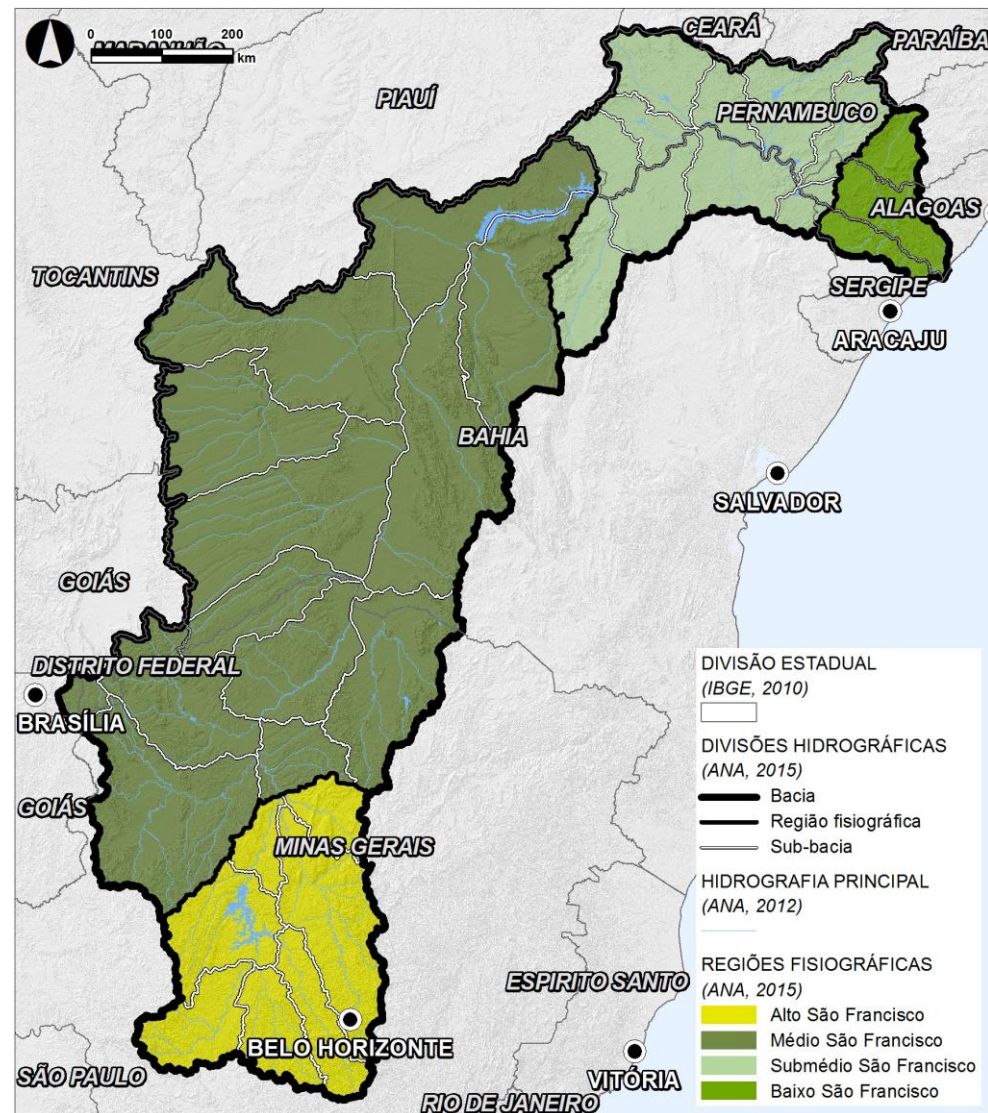 0 100 200
km
MARANHÃO
CEARÁ
PARAÍBA
PIAUÍ
PERNAMBUCO
ALAGOAS
TOCANTINS
SERGIPE
ARACAJU
BAHIA
SALVADOR
GOIÁS
DISTRITO FEDERAL
BRASÍLIA
GOIÁS
MINAS GERAIS
ESPIRITO SANTO
BELO HORIZONTE
VITÓRIA
SÃO PAULO
RIO DE JANEIRO
DIVISÃO ESTADUAL
(IBGE, 2010)
DIVISÕES HIDROGRÁFICAS
(ANA, 2015)
Bacia
Região fisiográfica
Sub-bacia
HIDROGRAFIA PRINCIPAL
(ANA, 2012)
REGIÕES FISIOGRÁFICAS
(ANA, 2015)
Alto São Francisco
Médio São Francisco
Submédio São Francisco
Baixo São Francisco